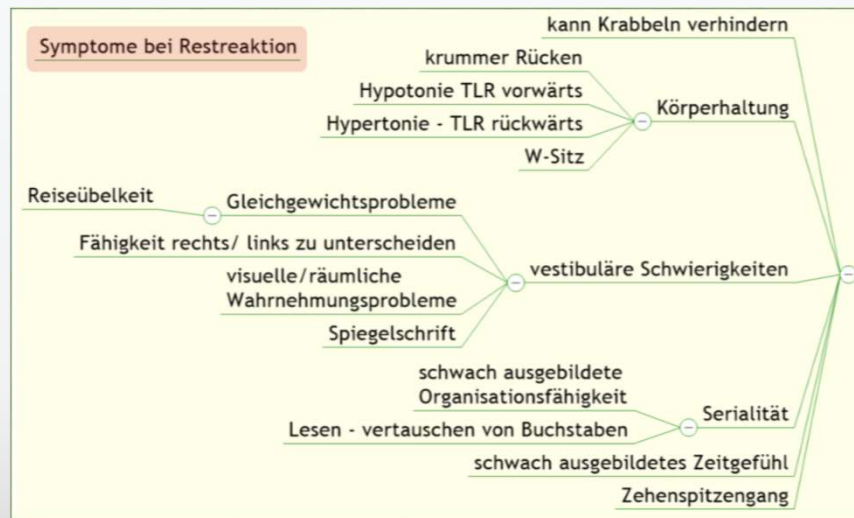 Symptome bei Restreaktion
kann Krabbeln verhindern
krummer Rücken
Hypotonie TLR vorwärts
Hypertonie - TLR rückwärts
W-Sitz
Körperhaltung
Reiseübelkeit
Gleichgewichtsprobleme
Fähigkeit rechts/ links zu unterscheiden
visuelle/räumliche
Wahrnehmungsprobleme
Spiegelschrift
vestibuläre Schwierigkeiten
schwach ausgebildete
Organisationsfähigkeit
Lesen - vertauschen von Buchstaben
Serialität
schwach ausgebildetes Zeitgefühl
Zehenspitzengang